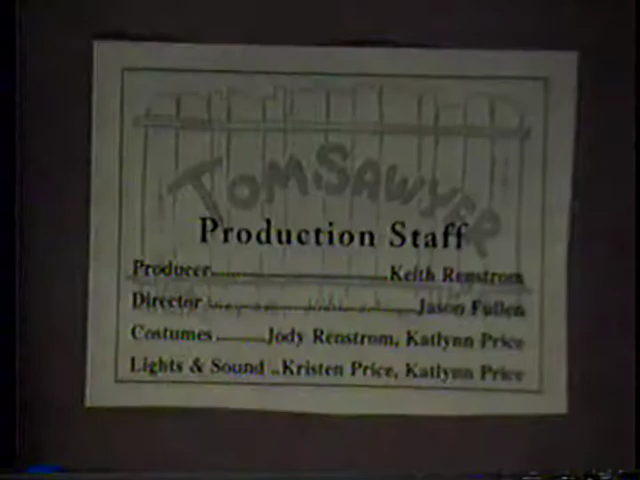 TOM SAWYER
Production Staff
Producer..............................Keith Renstrom
Director..............................Jason Fullen
Costumes.........Jody Renstrom, Katlynn Price
Lights & Sound ..Kristen Price, Katlynn Price